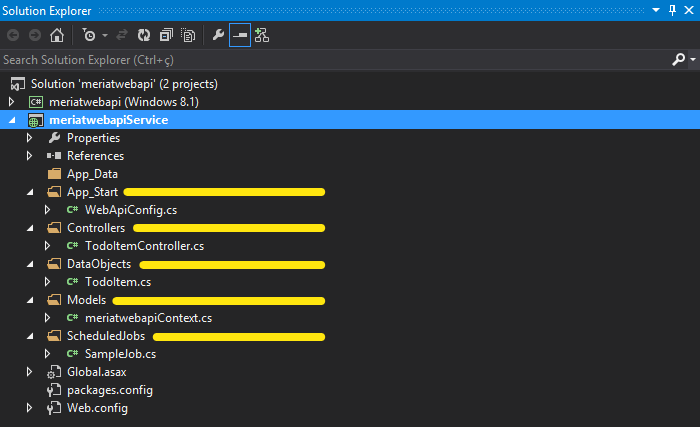 Solution Explorer
Search Solution Explorer (Ctrl+ç)
Solution 'meriatwebapi' (2 projects)
C# meriatwebapi (Windows 8.1)
meriatwebapiService
Properties
References
App_Data
App_Start
C# WebApiConfig.cs
Controllers
C# TodoItemController.cs
DataObjects
C# TodoItem.cs
Models
C# meriatwebapiContext.cs
ScheduledJobs
C# SampleJob.cs
Global.asax
packages.config
Web.config